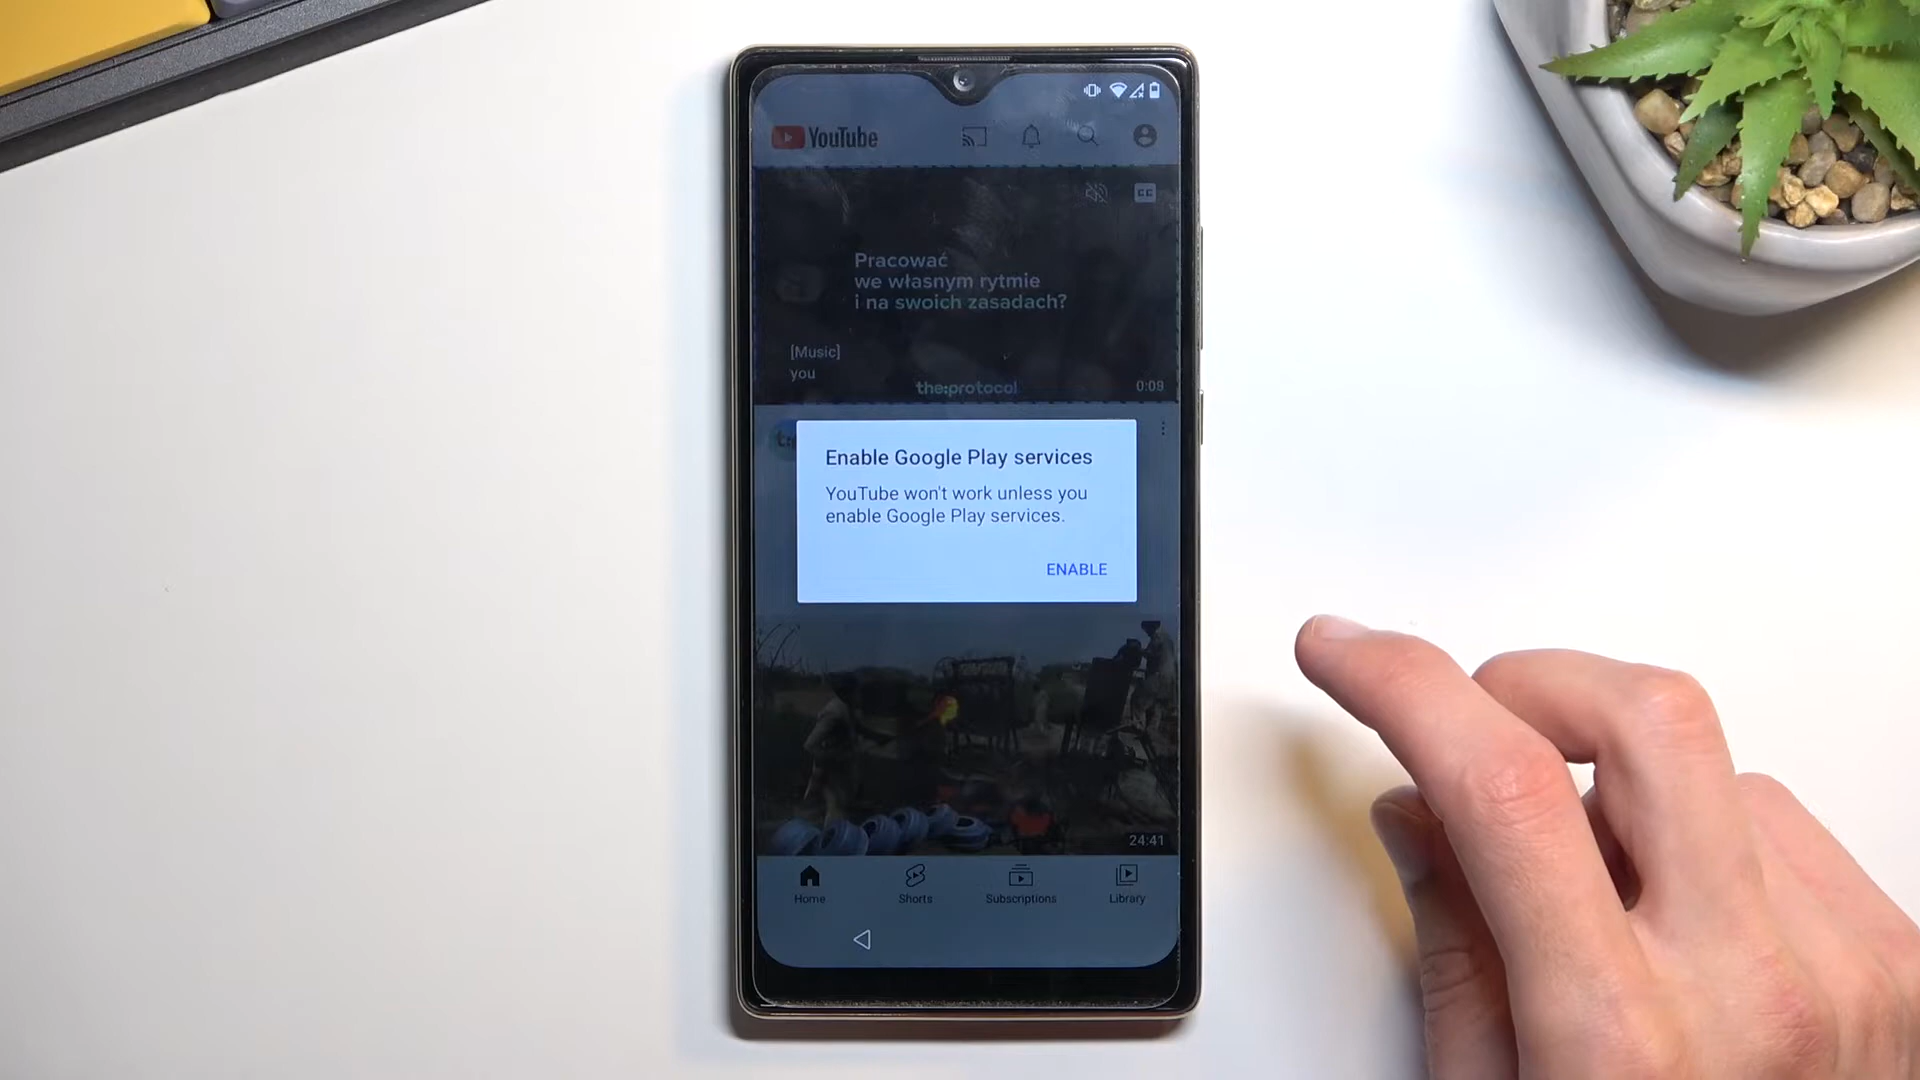 YouTube
CC
Pracować
we własnym rytmie
i na swoich zasadach?
[Music]
you
the:protocol
0:09
Enable Google Play services
YouTube won't work unless you
enable Google Play services.
ENABLE
24:41
Home
Shorts
Subscriptions
Library